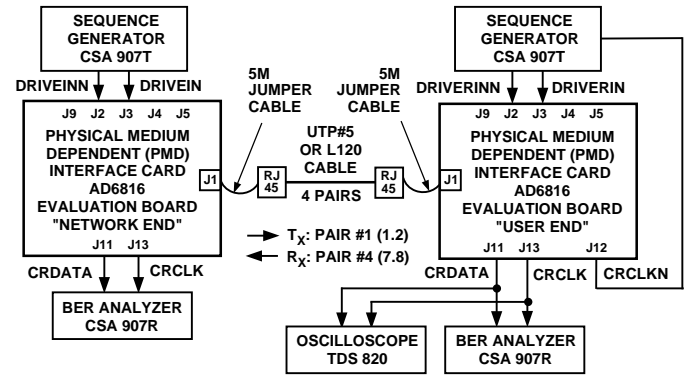 SEQUENCE
GENERATOR
CSA 907T
DRIVEINN
DRIVEIN
J9 J2 J3 J4 J5
PHYSICAL MEDIUM
DEPENDENT (PMD)
INTERFACE CARD
AD6816
EVALUATION BOARD
"NETWORK END"
J1
J11 J13
CRDATA
CRCLK
BER ANALYZER
CSA 907R
5M
JUMPER
CABLE
RJ
45
UTP#5
OR L120
CABLE
4 PAIRS
RJ
45
5M
JUMPER
CABLE
TX: PAIR #1 (1.2)
RX: PAIR #4 (7.8)
SEQUENCE
GENERATOR
CSA 907T
DRIVERINN
DRIVERIN
J9 J2 J3 J4 J5
J1
PHYSICAL MEDIUM
DEPENDENT (PMD)
INTERFACE CARD
AD6816
EVALUATION BOARD
"USER END"
J11 J13 J12
CRDATA
CRCLK
CRCLKN
OSCILLOSCOPE
TDS 820
BER ANALYZER
CSA 907R